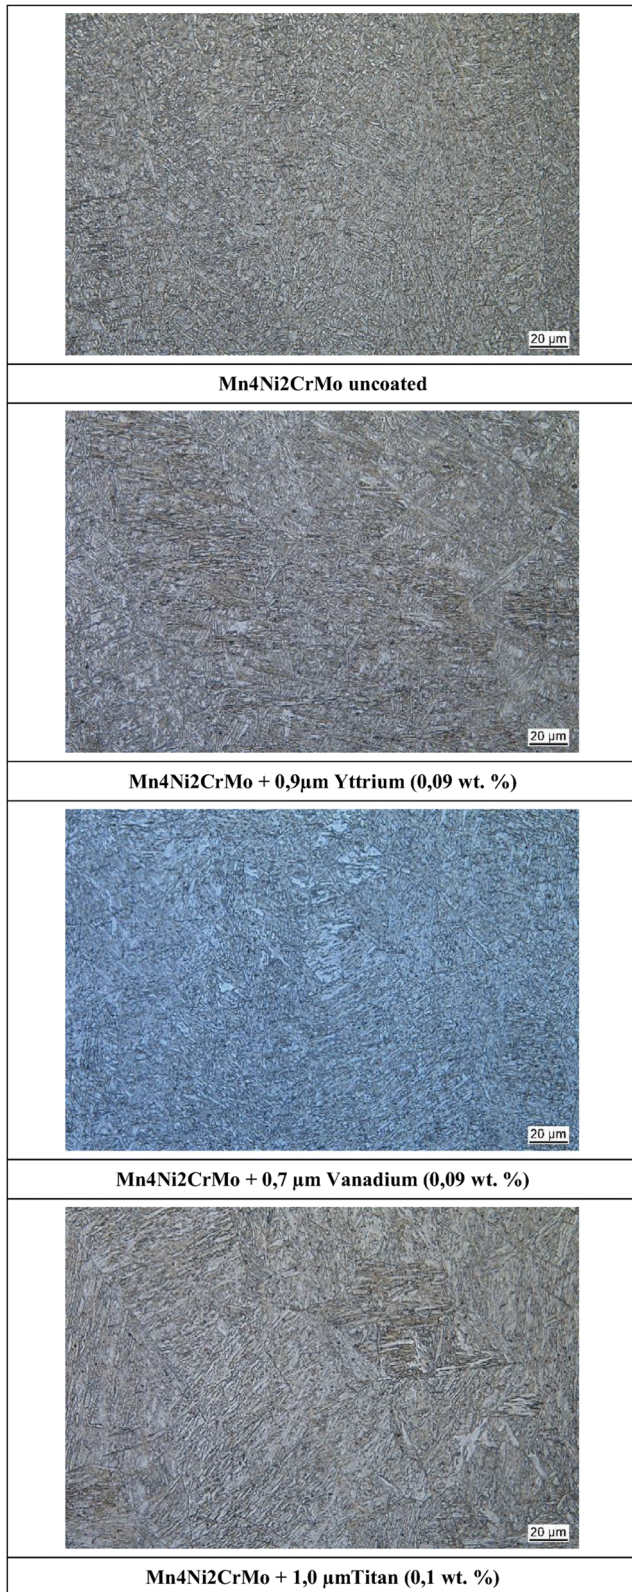 20 µm
Mn4Ni2CrMo uncoated
20 µm
Mn4Ni2CrMo + 0,9µm Yttrium (0,09 wt. %)
20 µm
Mn4Ni2CrMo + 0,7 µm Vanadium (0,09 wt. %)
20 µm
Mn4Ni2CrMo + 1,0 µmTitan (0,1 wt. %)